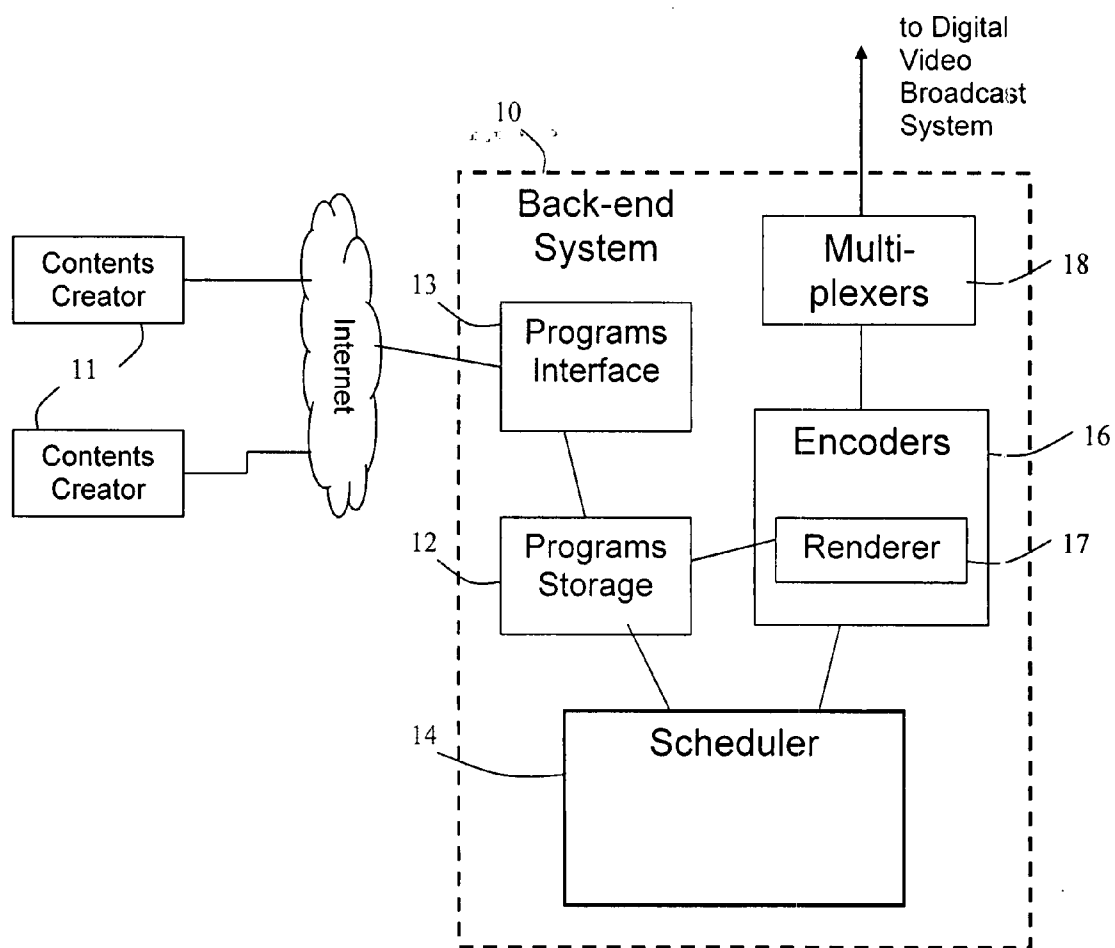 to Digital
Video
Broadcast
System
10
Back-end
System
Multi-
plexers
18
Contents
Creator
13
Programs
Interface
Internet
11
Contents
Creator
Encoders
16
12
Programs
Storage
Renderer
17
14
Scheduler